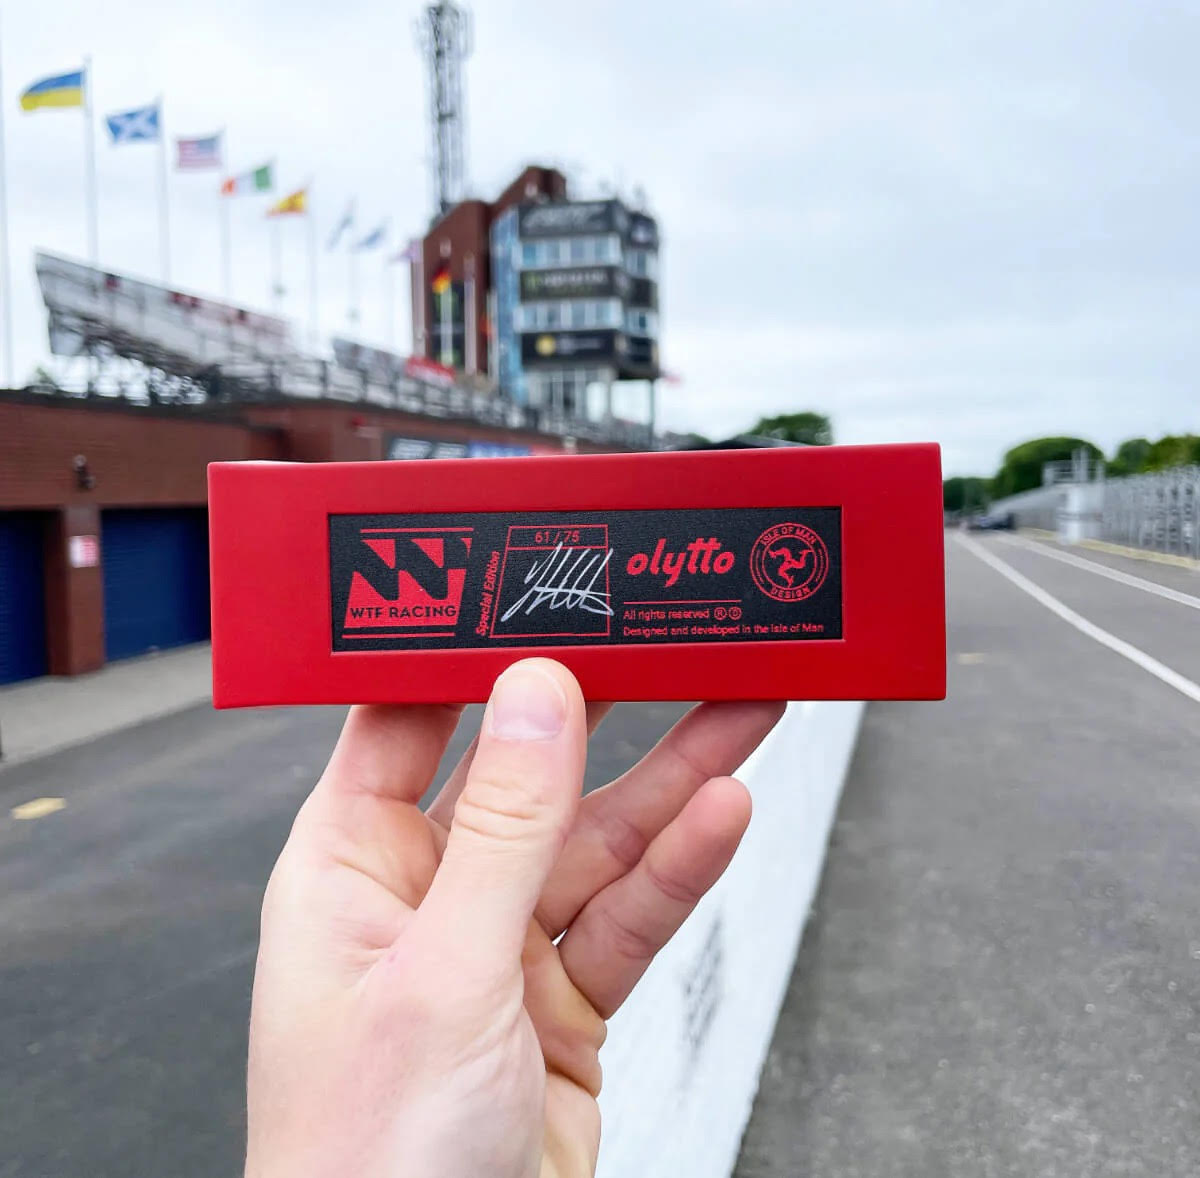 WTF RACING
Special Edition
61 / 75
olytto
All rights reserved Ⓡ Ⓓ
Designed and developed in the Isle of Man
ISLE OF MAN
DESIGN